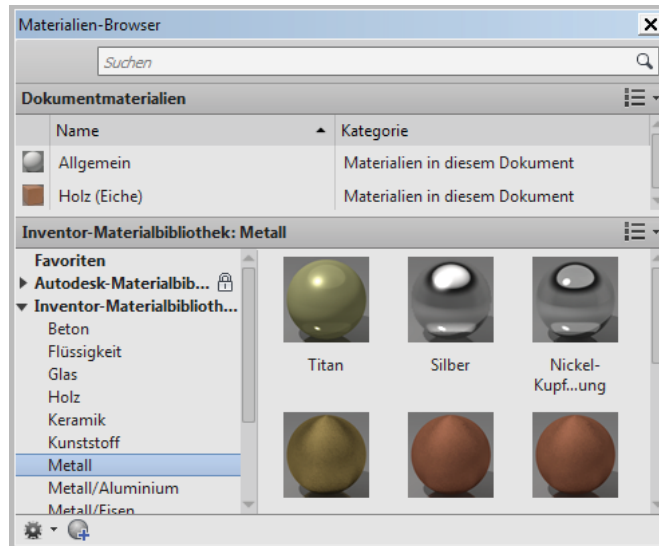 Materialien-Browser
Suchen
Dokumentmaterialien
Name Kategorie
Allgemein Materialien in diesem Dokument
Holz (Eiche) Materialien in diesem Dokument
Inventor-Materialbibliothek: Metall
Favoriten
Autodesk-Materialbib...
Inventor-Materialbiblioth...
Beton
Flüssigkeit
Glas
Holz
Keramik
Kunststoff
Metall
Metall/Aluminium
Metall/Eisen
Titan Silber Nickel-
Kupf...ung